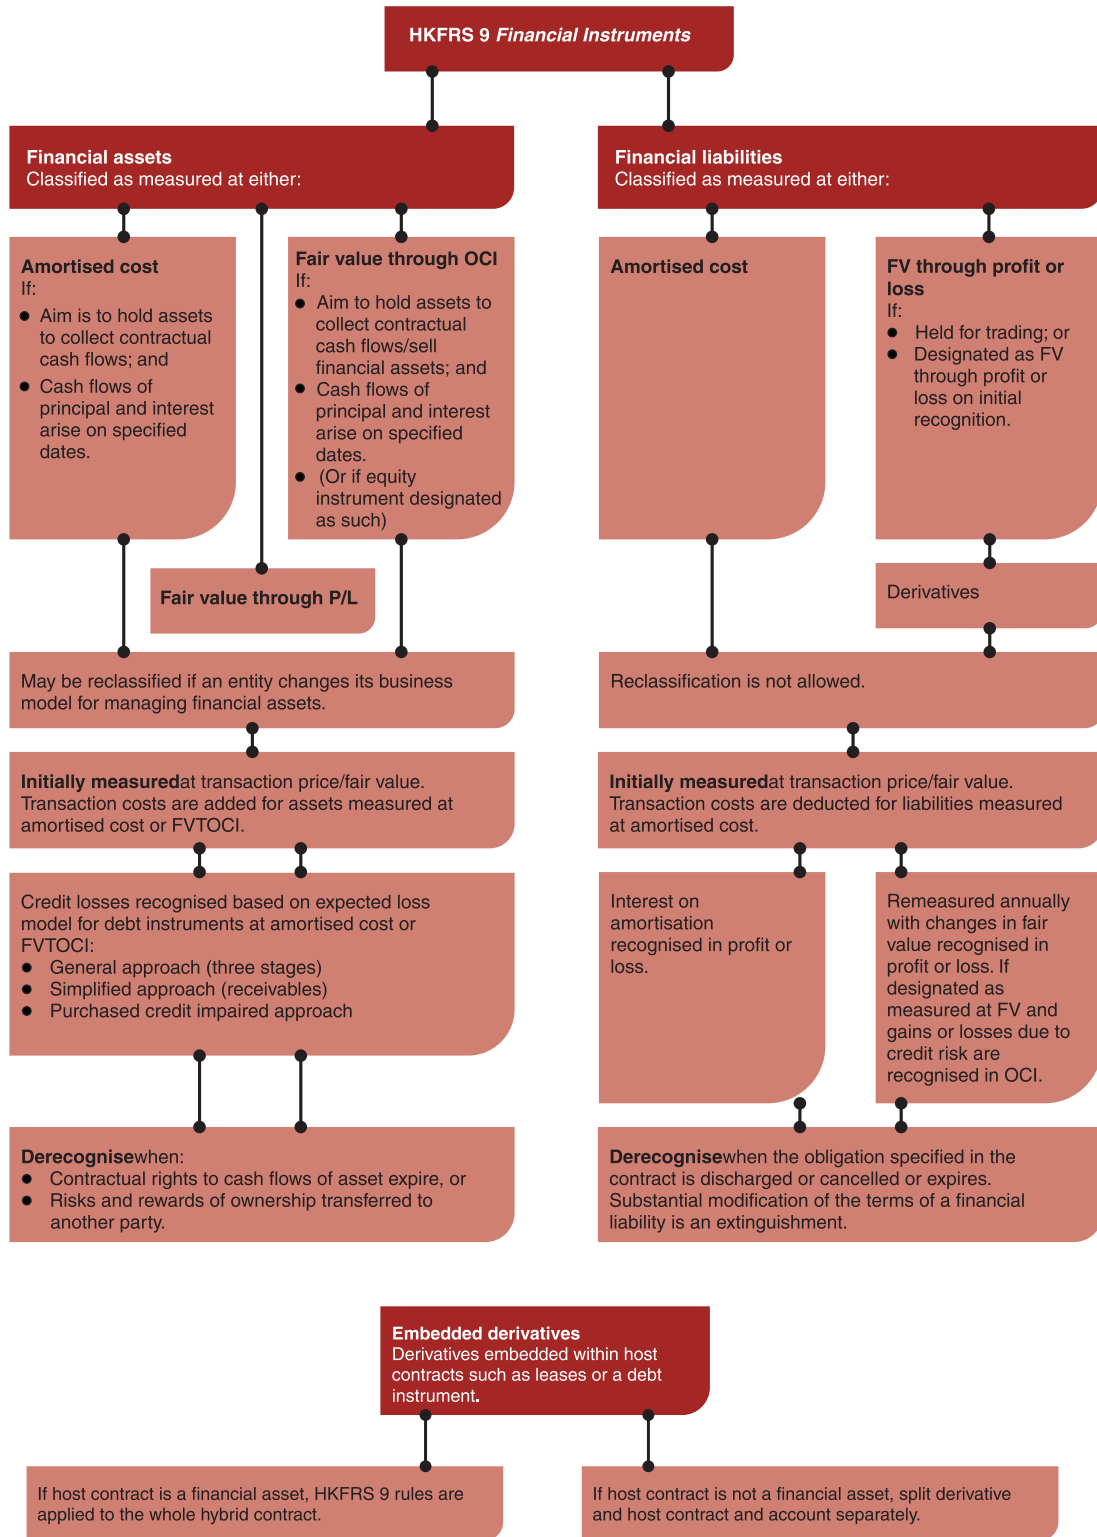 HKFRS 9 Financial Instruments
Financial assets
Classified as measured at either:
Amortised cost
If:
● Aim is to hold assets
to collect contractual
cash flows; and
● Cash flows of
principal and interest
arise on specified
dates.
Fair value through OCI
If:
● Aim to hold assets to
collect contractual
cash flows/sell
financial assets; and
● Cash flows of
principal and interest
arise on specified
dates.
● (Or if equity
instrument designated
as such)
Fair value through P/L
May be reclassified if an entity changes its business
model for managing financial assets.
Initially measuredat transaction price/fair value.
Transaction costs are added for assets measured at
amortised cost or FVTOCI.
Credit losses recognised based on expected loss
model for debt instruments at amortised cost or
FVTOCI:
● General approach (three stages)
● Simplified approach (receivables)
● Purchased credit impaired approach
Derecognisewhen:
● Contractual rights to cash flows of asset expire, or
● Risks and rewards of ownership transferred to
another party.
Financial liabilities
Classified as measured at either:
Amortised cost
FV through profit or
loss
If:
● Held for trading; or
● Designated as FV
through profit or
loss on initial
recognition.
Derivatives
Reclassification is not allowed.
Initially measuredat transaction price/fair value.
Transaction costs are deducted for liabilities measured
at amortised cost.
Interest on
amortisation
recognised in profit or
loss.
Remeasured annually
with changes in fair
value recognised in
profit or loss. If
designated as
measured at FV and
gains or losses due to
credit risk are
recognised in OCI.
Derecognisewhen the obligation specified in the
contract is discharged or cancelled or expires.
Substantial modification of the terms of a financial
liability is an extinguishment.
Embedded derivatives
Derivatives embedded within host
contracts such as leases or a debt
instrument.
If host contract is a financial asset, HKFRS 9 rules are
applied to the whole hybrid contract.
If host contract is not a financial asset, split derivative
and host contract and account separately.